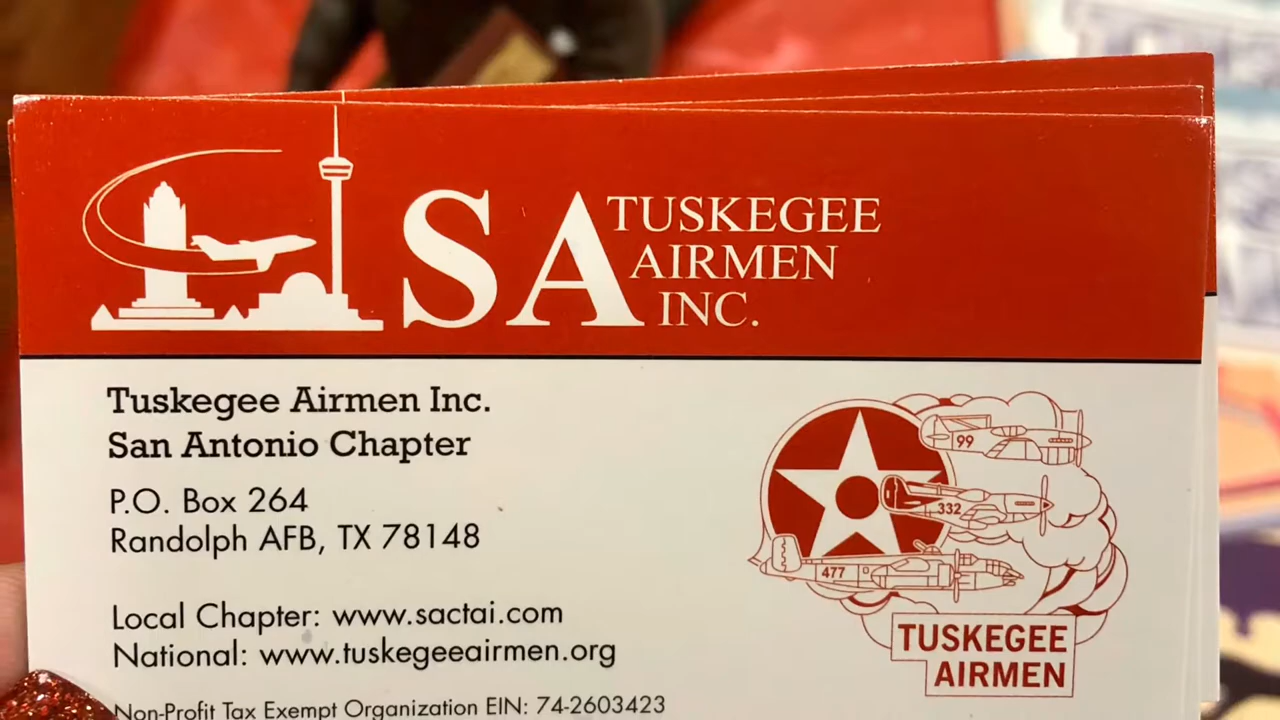 SA TUSKEGEE
AIRMEN
INC.
Tuskegee Airmen Inc.
San Antonio Chapter
P.O. Box 264
Randolph AFB, TX 78148
Local Chapter: www.sactai.com
National: www.tuskegeeairmen.org
Non-Profit Tax Exempt Organization EIN: 74-2603423
99
332
477
TUSKEGEE
AIRMEN